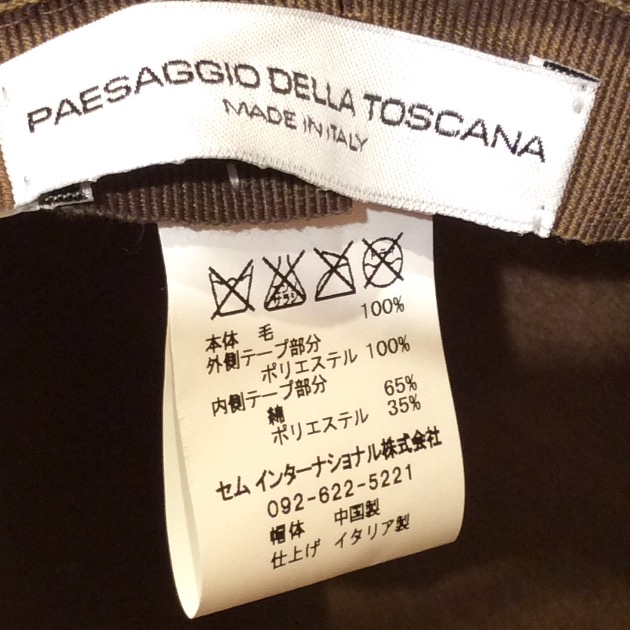 PAESAGGIO DELLA TOSCANA
MADE IN ITALY
本体 毛 100%
外側テープ部分
ポリエステル 100%
内側テープ部分
綿 65%
ポリエステル 35%
セム インターナショナル株式会社
092-622-5221
帽体 中国製
仕上げ イタリア製